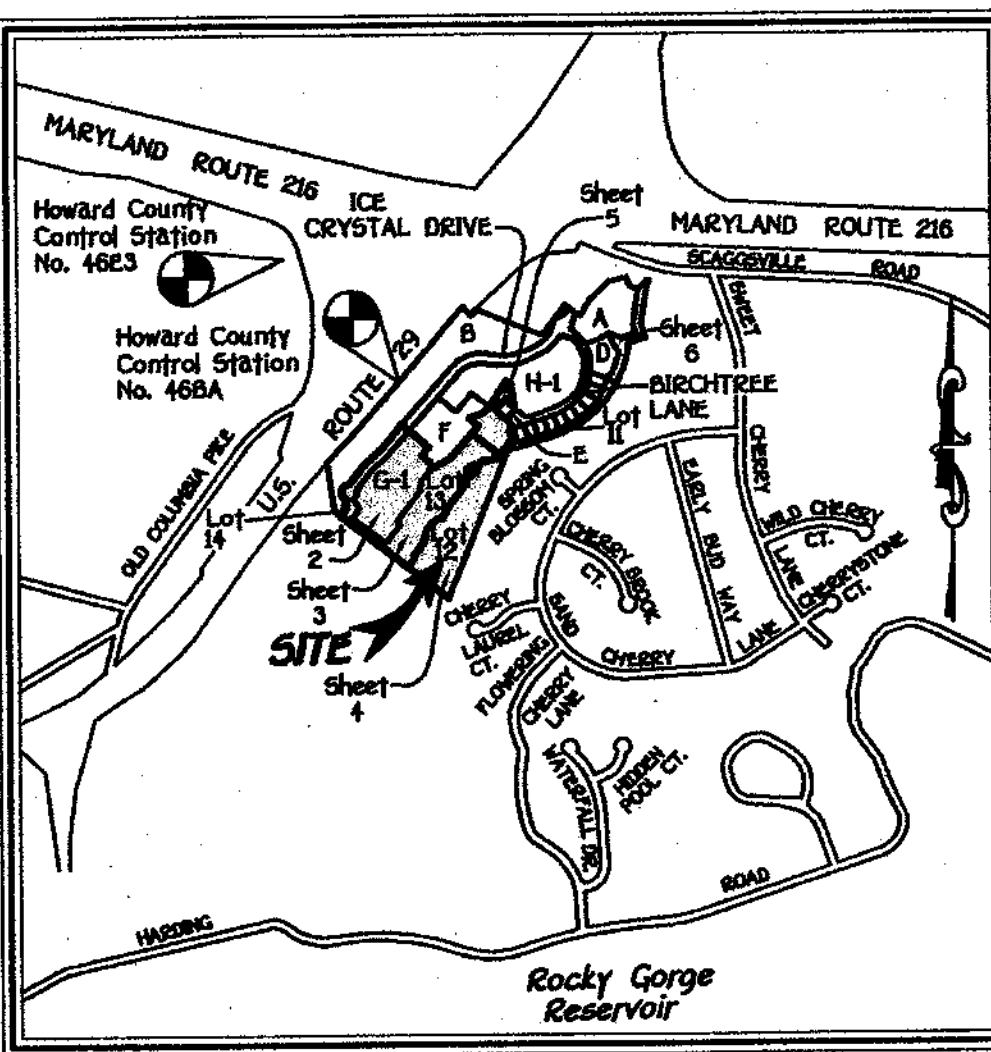 MARYLAND ROUTE 216
ICE
CRYSTAL DRIVE
Sheet
5
MARYLAND ROUTE 216
Howard County
Control Station
No. 46E3
SCAGGSVILLE ROAD
Howard County
Control Station
No. 46BA
U.S. ROUTE 29
B
A
D
Sheet
6
H-1
BIRCHTREE
LANE
Lot
11
E
F
G-1
Lot
13
Lot
12
Lot
14
Sheet
2
Sheet
3
SITE
Sheet
4
OLD COLUMBIA PIKE
SWEET CHERRY LANE
SPRING
BLOSSOM
CT.
EARLY BUD WAY
WILD CHERRY
CT.
CHERRYSTONE
CT.
CHERRY BROOK
CT.
CHERRY
LAUREL
CT.
SAND CHERRY LANE
FLOWERING
CHERRY
LANE
WATERFALL DR.
HIDDEN
POOL CT.
HARDING ROAD
Rocky Gorge
Reservoir